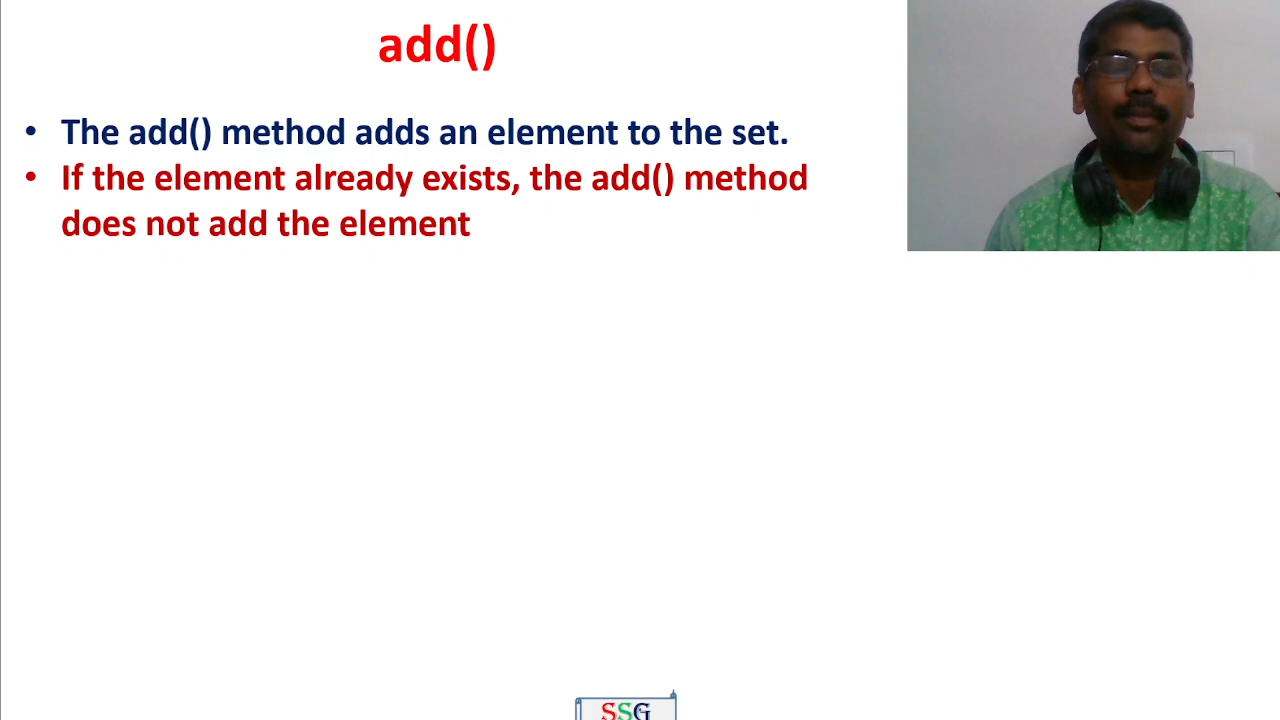 add()
• The add() method adds an element to the set.
• If the element already exists, the add() method
does not add the element
SSG